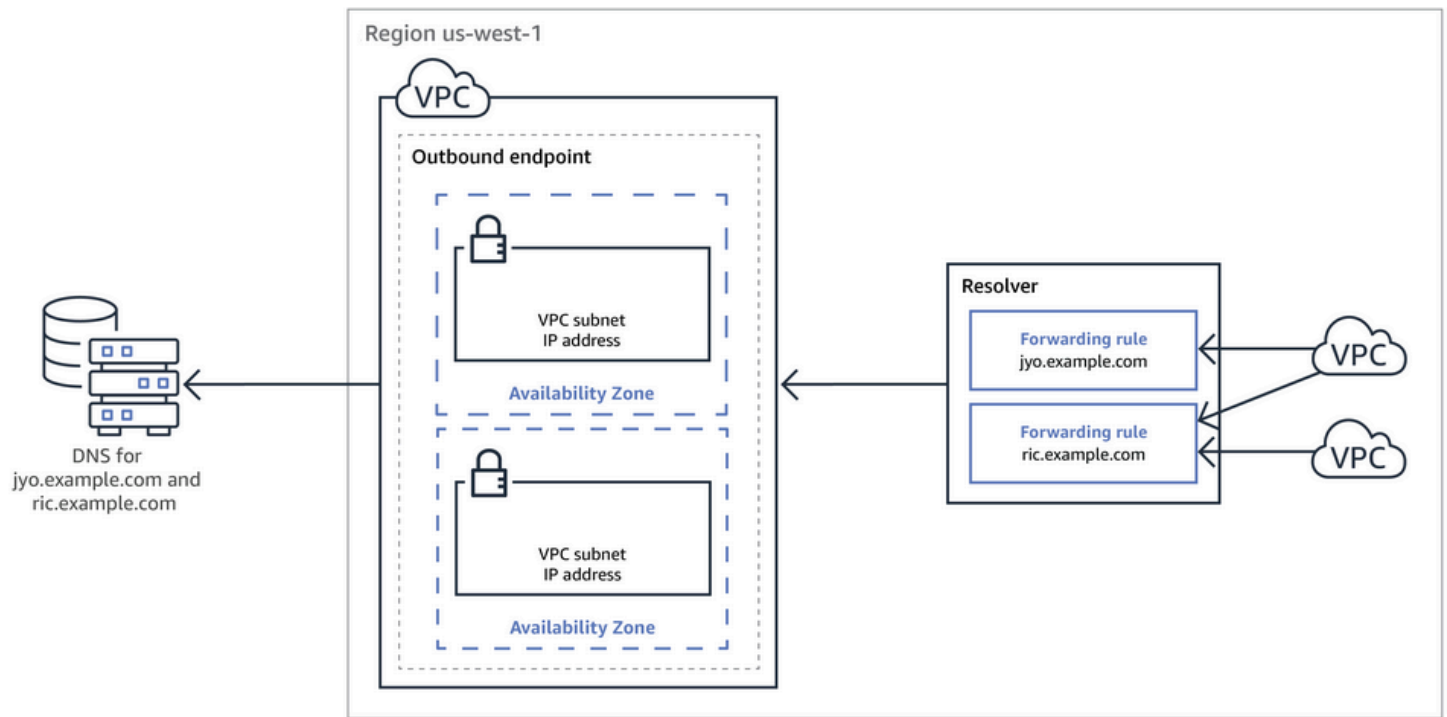 Region us-west-1
VPC
Outbound endpoint
VPC subnet
IP address
Availability Zone
VPC subnet
IP address
Availability Zone
Resolver
Forwarding rule
jyo.example.com
Forwarding rule
ric.example.com
VPC
VPC
DNS for
jyo.example.com and
ric.example.com